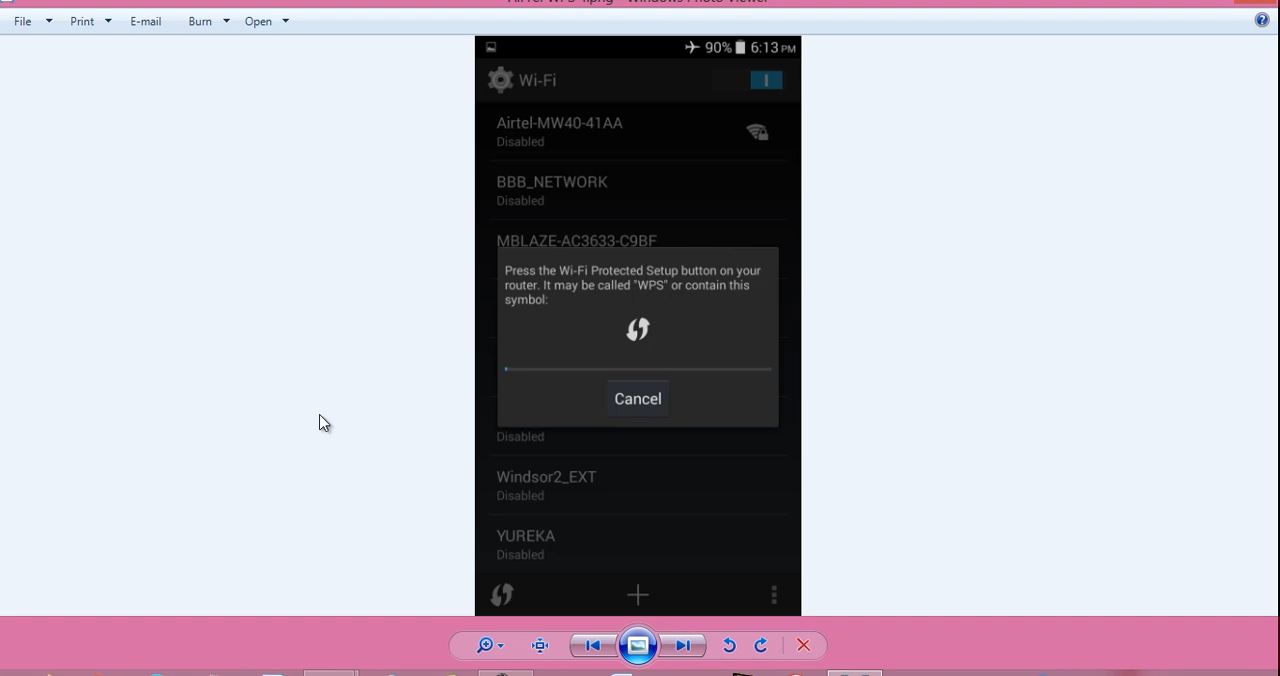 File Print E-mail Burn Open
90% 6:13 PM
Wi-Fi
Airtel-MW40-41AA
Disabled
BBB_NETWORK
Disabled
MBLAZE-AC3633-C9BF
Press the Wi-Fi Protected Setup button on your
router. It may be called "WPS" or contain this
symbol:
Cancel
Disabled
Windsor2_EXT
Disabled
YUREKA
Disabled